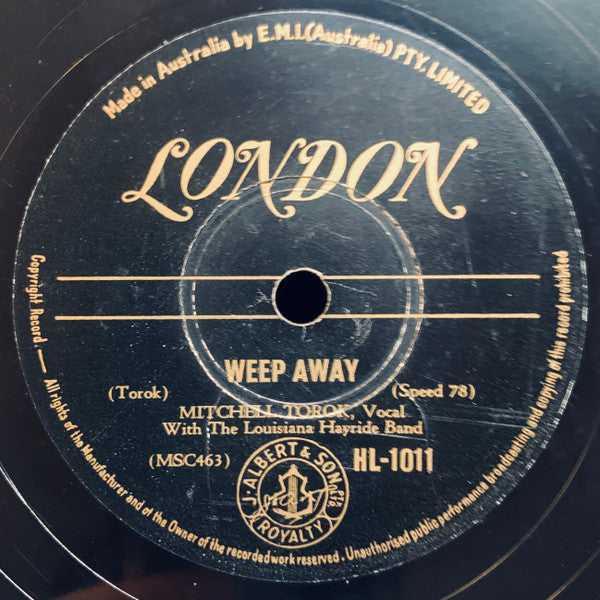 Made in Australia by E.M.I.(Australia) PTY. LIMITED
LONDON
WEEP AWAY
(Torok)
(Speed 78)
MITCHELL TOROK, Vocal
With The Louisiana Hayride Band
(MSC463)
HL-1011
J. ALBERT & SON PTY LTD
ROYALTY
Copyright Record. — All rights of the Manufacturer and of the Owner of the recorded work reserved. Unauthorised public performance broadcasting and copying of this record prohibited